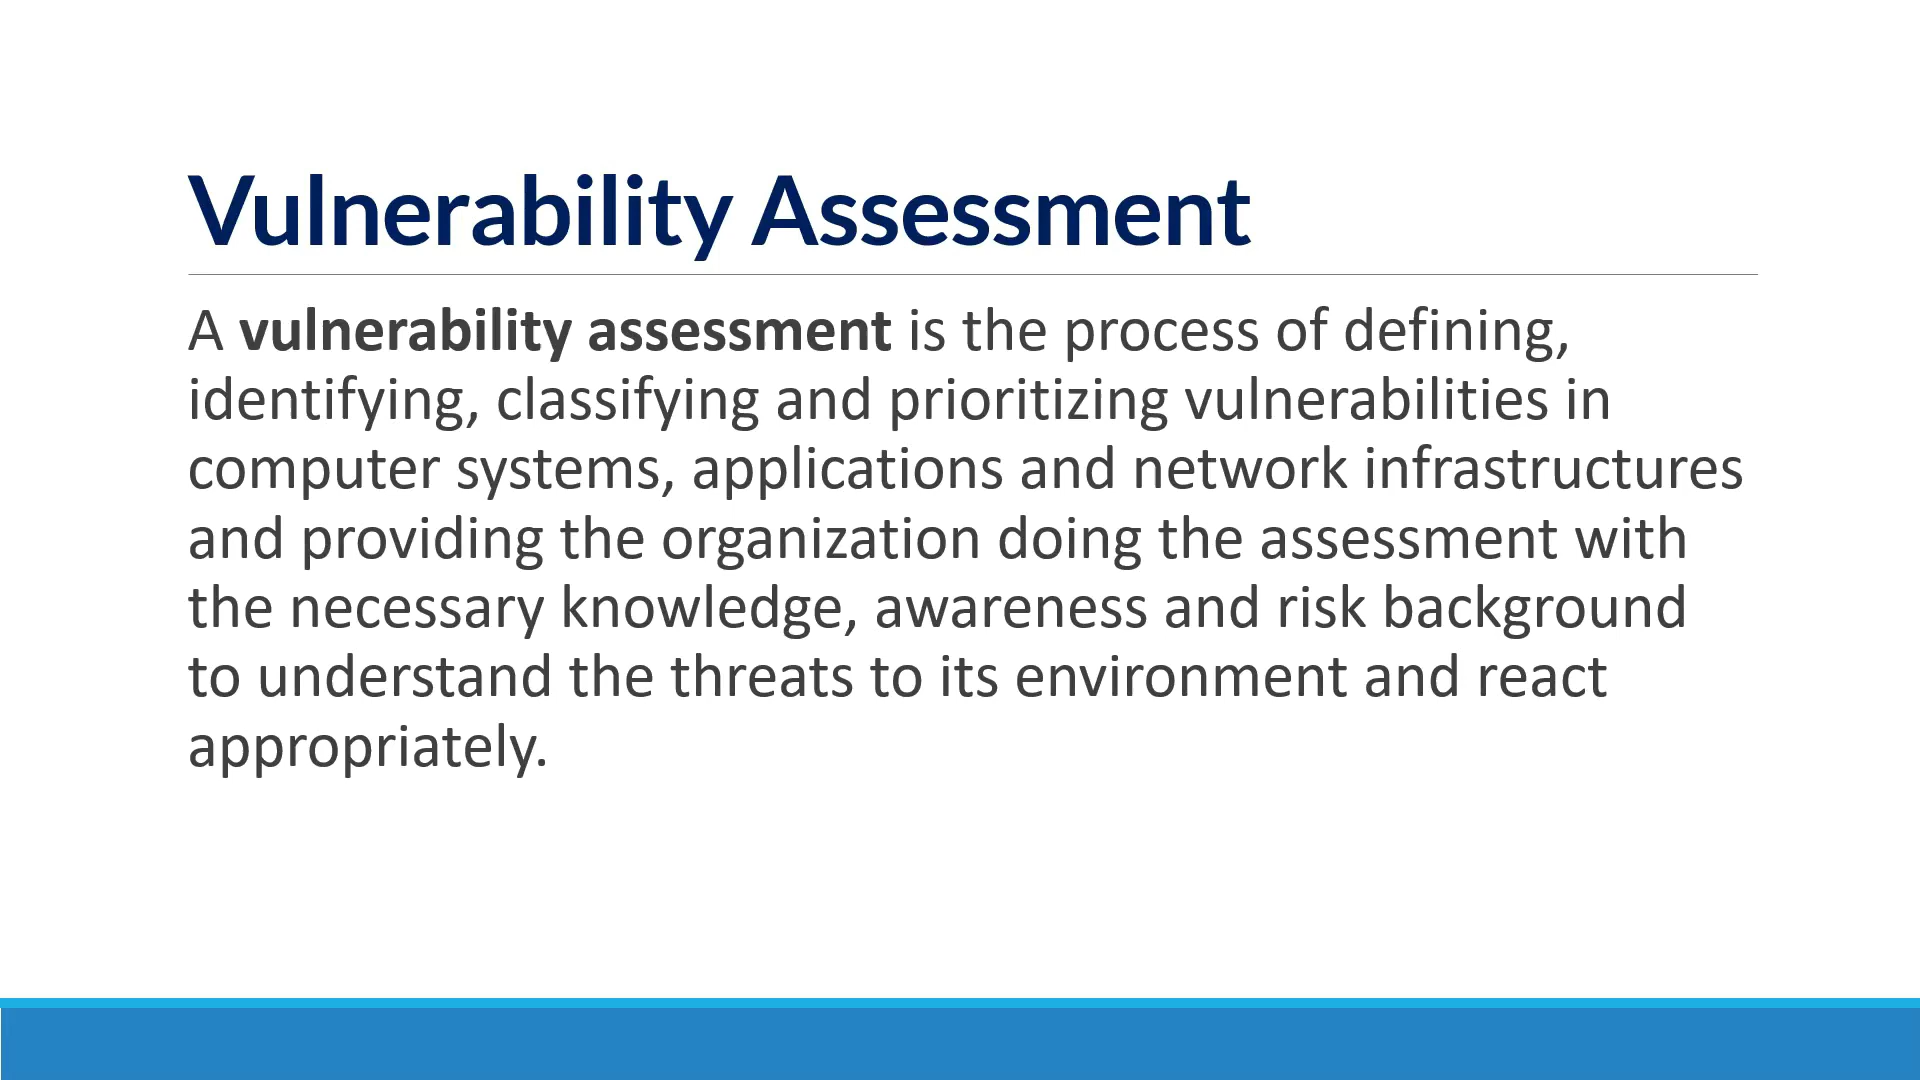 Vulnerability Assessment
A vulnerability assessment is the process of defining,
identifying, classifying and prioritizing vulnerabilities in
computer systems, applications and network infrastructures
and providing the organization doing the assessment with
the necessary knowledge, awareness and risk background
to understand the threats to its environment and react
appropriately.